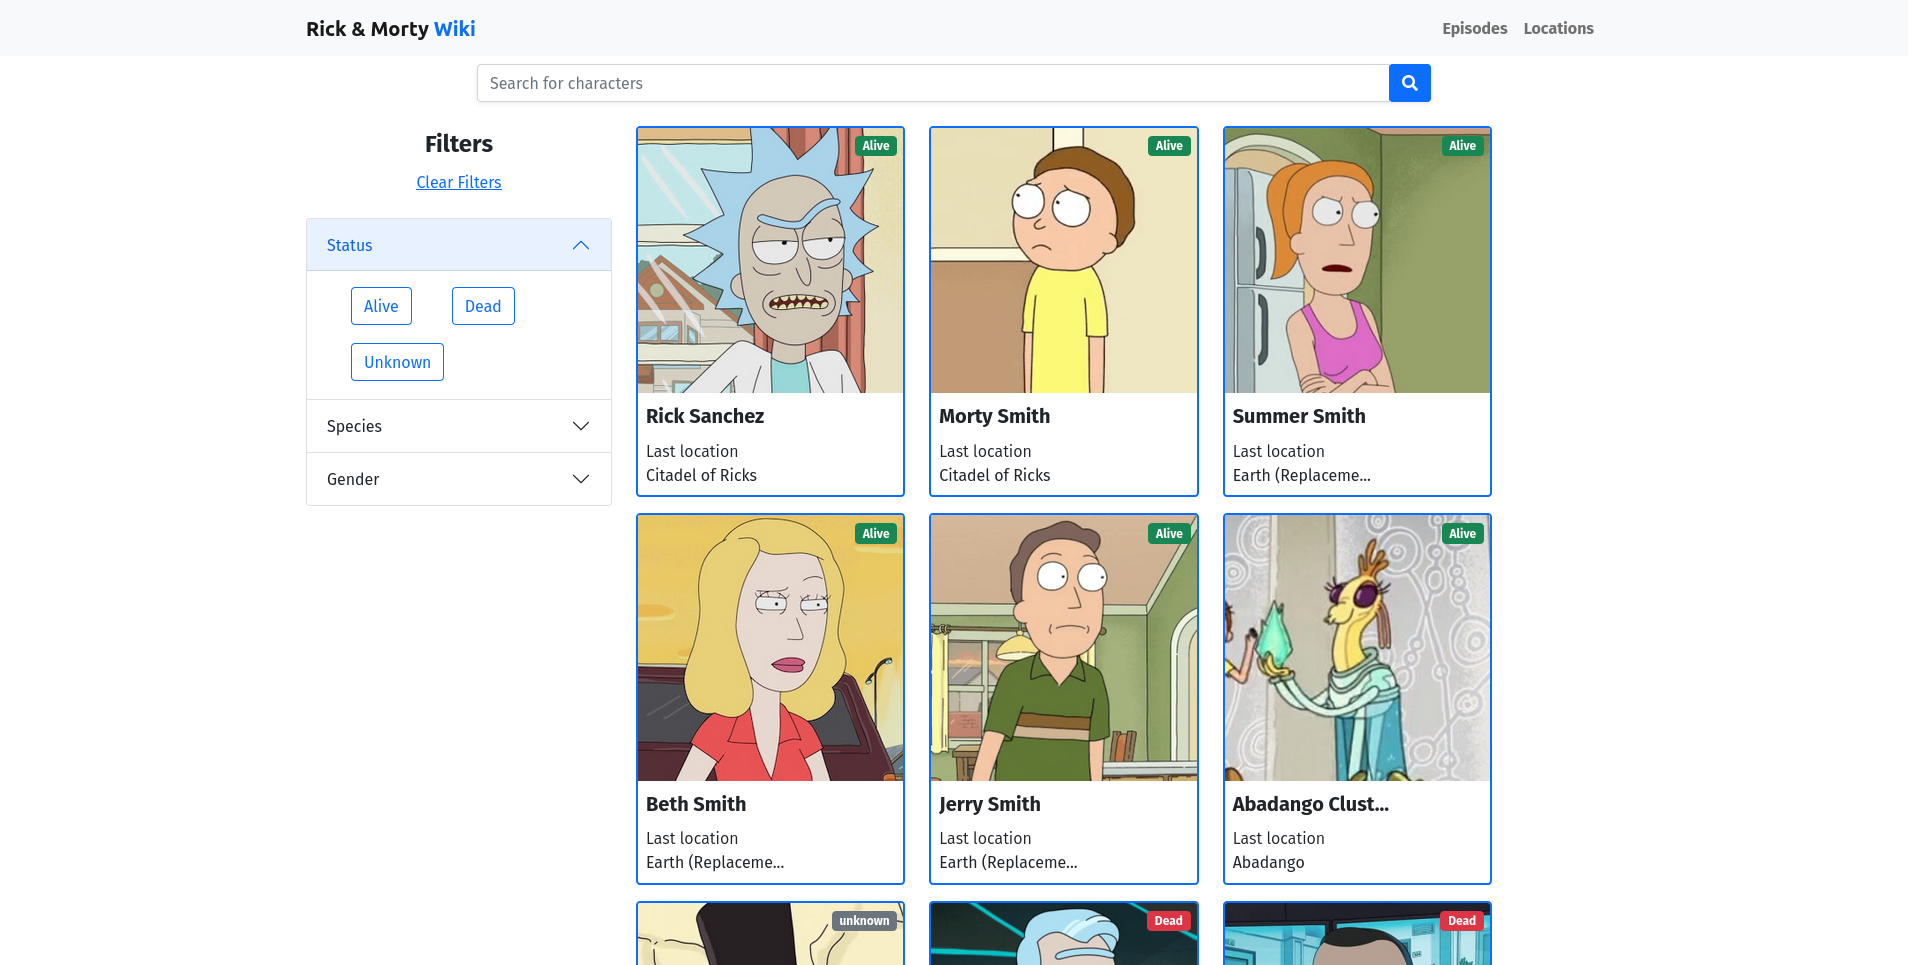 Rick & Morty Wiki
Episodes Locations
Search for characters
Filters
Clear Filters
Status
Alive Dead
Unknown
Species
Gender
Alive
Rick Sanchez
Last location
Citadel of Ricks
Alive
Morty Smith
Last location
Citadel of Ricks
Alive
Summer Smith
Last location
Earth (Replaceme...
Alive
Beth Smith
Last location
Earth (Replaceme...
Alive
Jerry Smith
Last location
Earth (Replaceme...
Alive
Abadango Clust...
Last location
Abadango
unknown
Dead
Dead